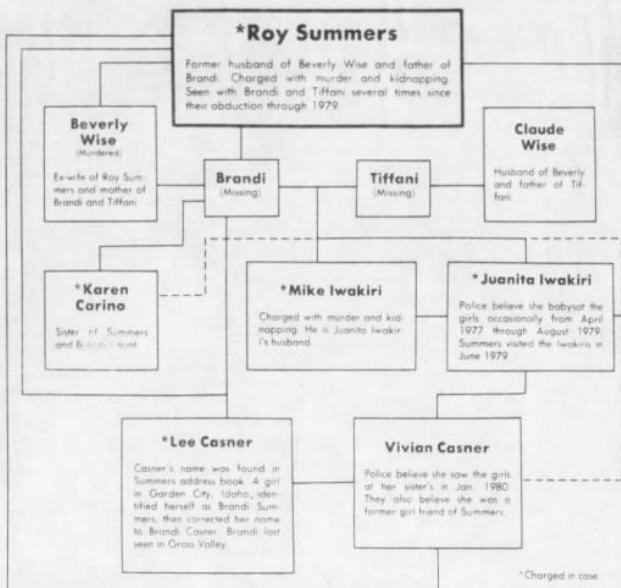 *Roy Summers
Former husband of Beverly Wise and father of
Brandi. Charged with murder and kidnapping.
Seen with Brandi and Tiffani several times since
their abduction through 1979.
Beverly
Wise
(Murdered)
Ex-wife of Roy Sum-
mers and mother of
Brandi and Tiffani
Brandi
(Missing)
Tiffani
(Missing)
Claude
Wise
Husband of Beverly
and father of Tif-
fani
*Karen
Carino
Sister of Summers
and aunt.
*Mike Iwakiri
Charged with murder and kid-
napping. He is Juanita Iwakir-
i's husband.
*Juanita Iwakiri
Police believe she babysat the
girls occasionally from April
1977 through August 1979.
Summers visited the Iwakiris in
June 1979.
*Lee Casner
Casner's name was found in
Summers address book. A girl
in Garden City, Idaho, iden-
tified herself as Brandi Sum-
mers, then corrected her name
to Brandi Casner. Brandi last
seen in Grass Valley.
Vivian Casner
Police believe she saw the girls
at her sister's in Jan. 1980.
They also believe she was a
former girl friend of Summers.
*Charged in case.